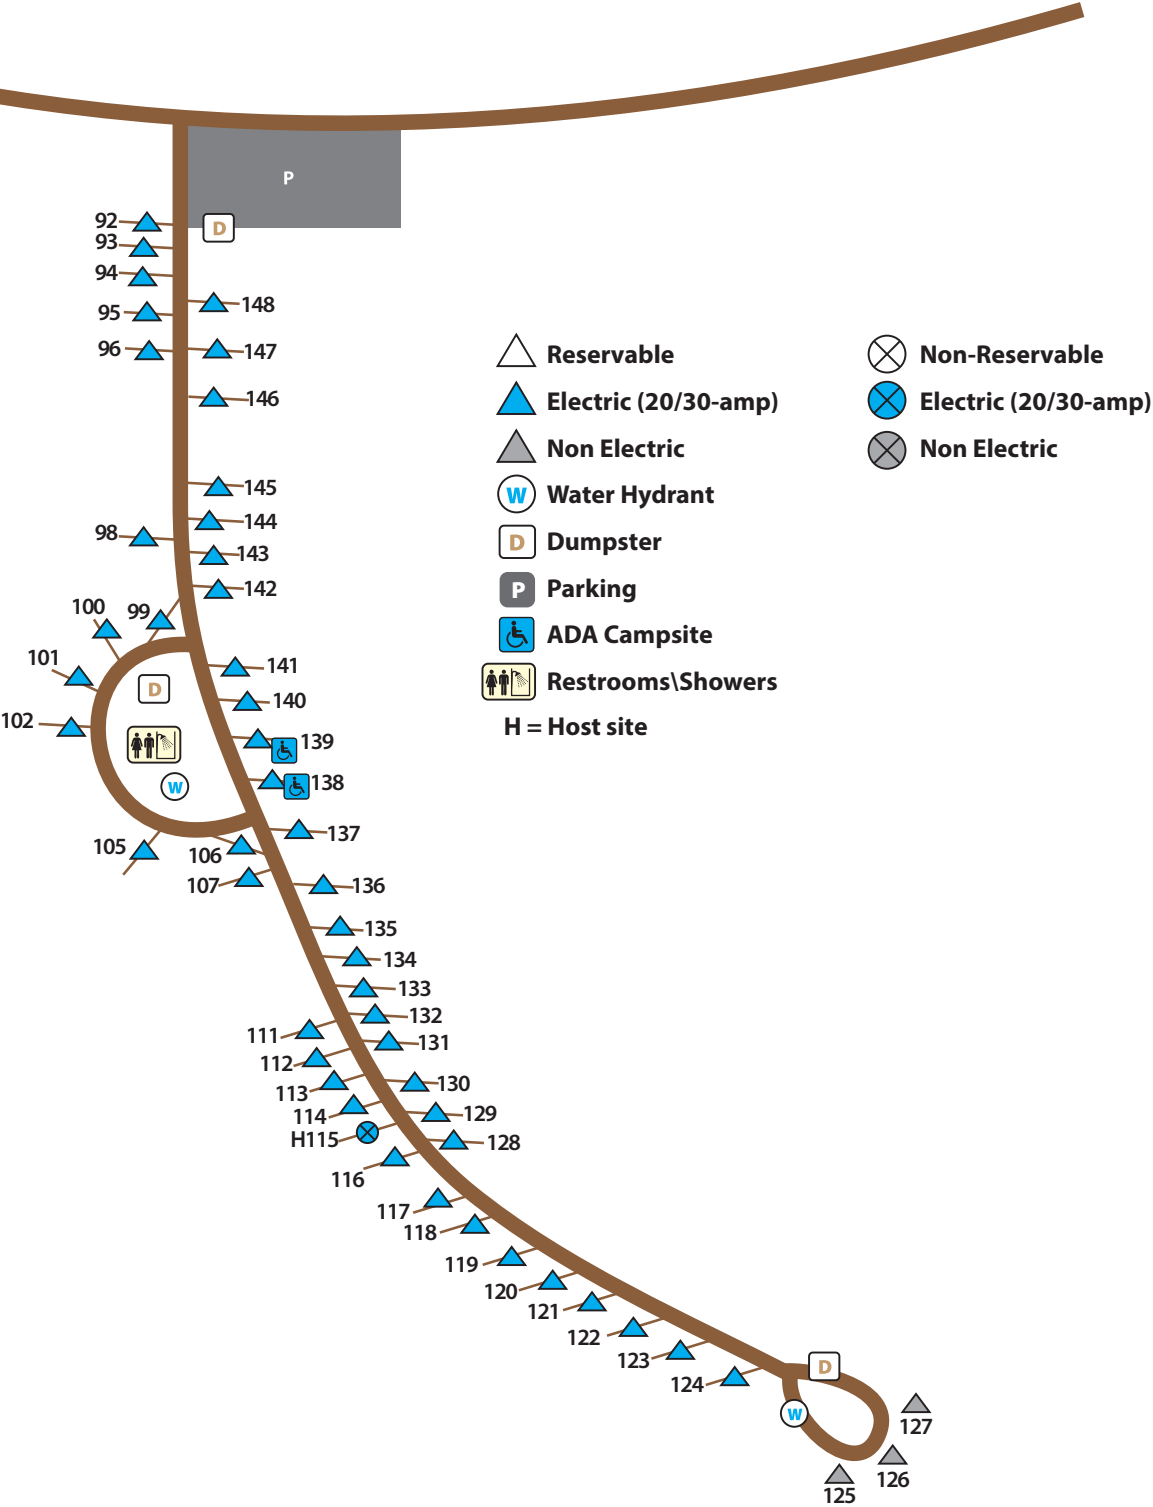 P
92
D
93
94
148
95
96
147
146
145
144
98
143
142
100
99
101
141
D
140
102
139
W
138
137
105
106
107
136
135
134
133
132
111
131
112
130
113
114
129
H115
128
116
117
118
119
120
121
122
123
D
124
W
127
126
125
Reservable
Electric (20/30-amp)
Non Electric
W Water Hydrant
D Dumpster
P Parking
ADA Campsite
Restrooms\Showers
H = Host site
Non-Reservable
Electric (20/30-amp)
Non Electric